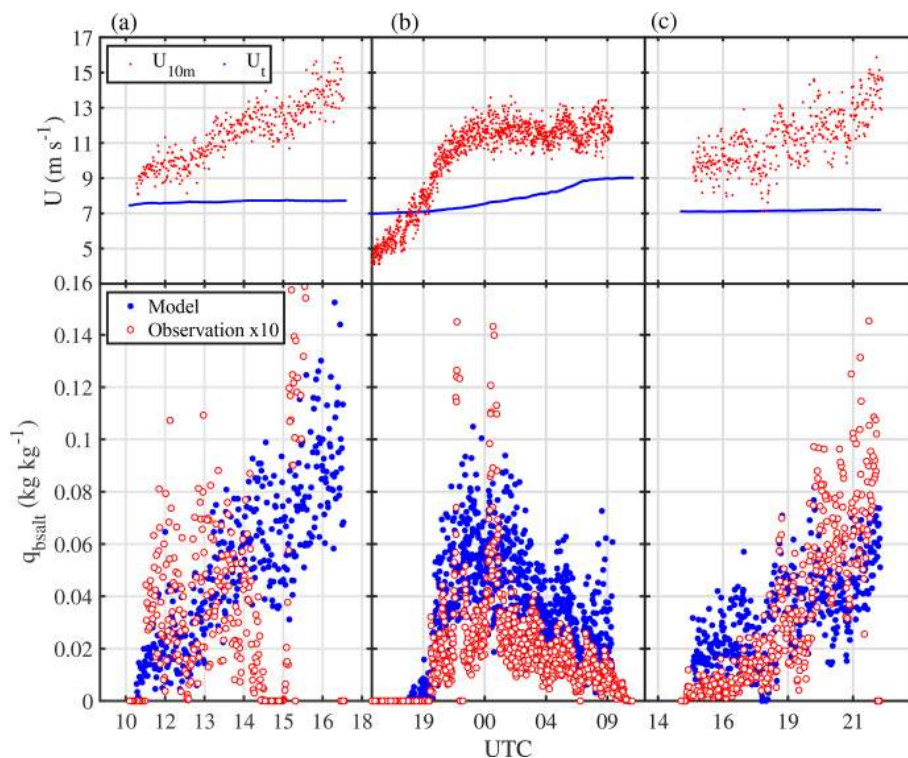 (a) (b) (c)
17
15
13
11
9
7
5
U (m s⁻¹)
U₁₀ₘ Uₜ
0.16
0.14
0.12
0.1
0.08
0.06
0.04
0.02
0
q_bsalt (kg kg⁻¹)
Model
Observation x10
10 11 12 13 14 15 16 18 19 00 04 09 14 16 19 21
UTC